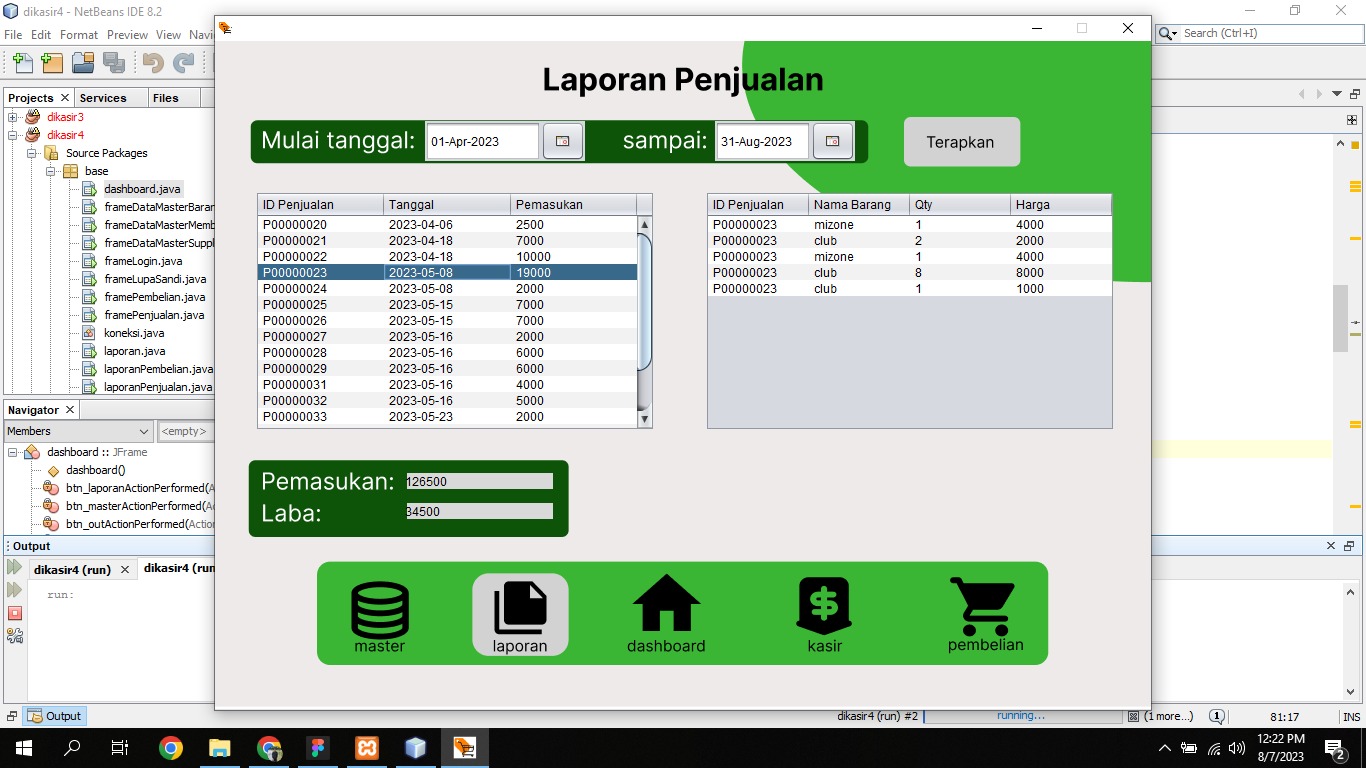 dikasir4 - NetBeans IDE 8.2
File Edit Format Preview View Navi
Search (Ctrl+I)
Projects Services Files
dikasir3
dikasir4
Source Packages
base
dashboard.java
frameDataMasterBaran
frameDataMasterMemb
frameDataMasterSuppl
frameLogin.java
frameLupaSandi.java
framePembelian.java
framePenjualan.java
koneksi.java
laporan.java
laporanPembelian.java
laporanPenjualan.java
Navigator
Members <empty>
dashboard :: JFrame
dashboard()
btn_laporanActionPerformed(A
btn_masterActionPerformed(Ac
btn_outActionPerformed(Action
Output
dikasir4 (run) dikasir4 (run
run:
Laporan Penjualan
Mulai tanggal: 01-Apr-2023 sampai: 31-Aug-2023 Terapkan
ID Penjualan Tanggal Pemasukan
P00000020 2023-04-06 2500
P00000021 2023-04-18 7000
P00000022 2023-04-18 10000
P00000023 2023-05-08 19000
P00000024 2023-05-08 2000
P00000025 2023-05-15 7000
P00000026 2023-05-15 7000
P00000027 2023-05-16 2000
P00000028 2023-05-16 6000
P00000029 2023-05-16 6000
P00000031 2023-05-16 4000
P00000032 2023-05-16 5000
P00000033 2023-05-23 2000
ID Penjualan Nama Barang Qty Harga
P00000023 mizone 1 4000
P00000023 club 2 2000
P00000023 mizone 1 4000
P00000023 club 8 8000
P00000023 club 1 1000
Pemasukan: 126500
Laba: 34500
master laporan dashboard kasir pembelian
Output dikasir4 (run) #2 running... (1 more...) 1 81:17 INS
12:22 PM
8/7/2023
2